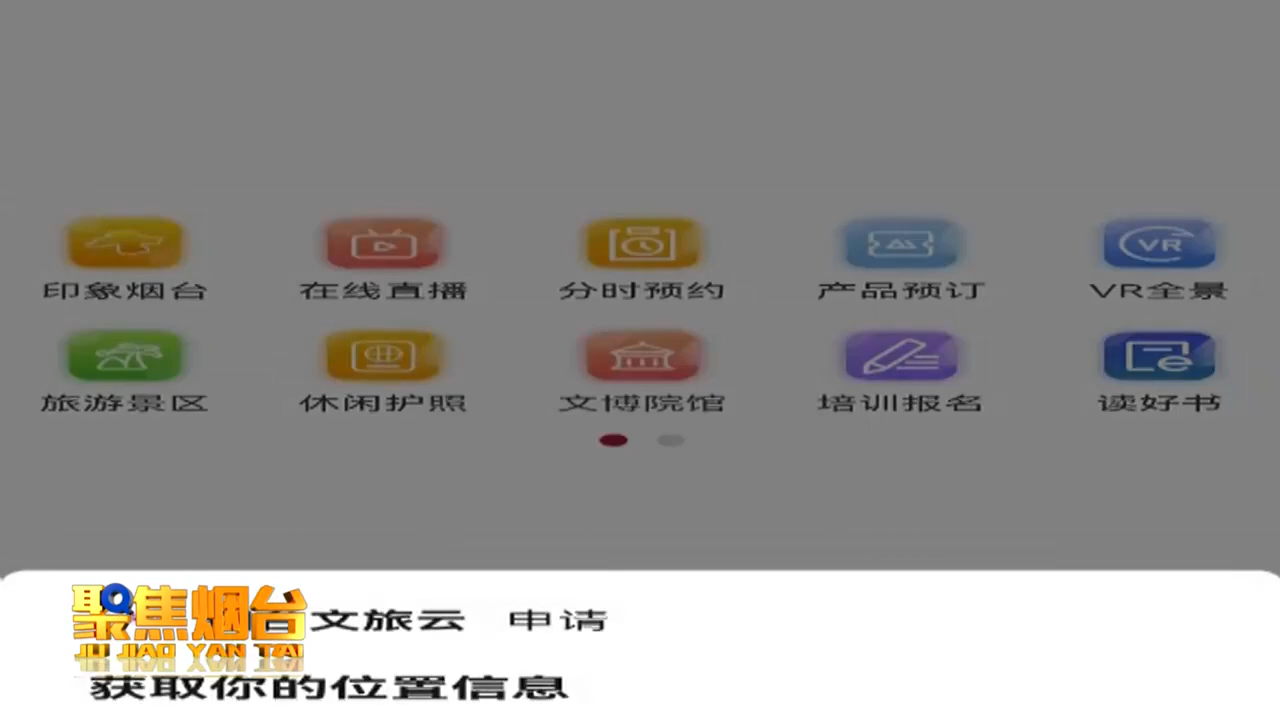 VR
印象烟台 在线直播 分时预约 产品预订 VR全景
旅游景区 休闲护照 文博院馆 培训报名 读好书
聚焦烟台
JU JIAO YAN TAI
文旅云 申请
获取你的位置信息